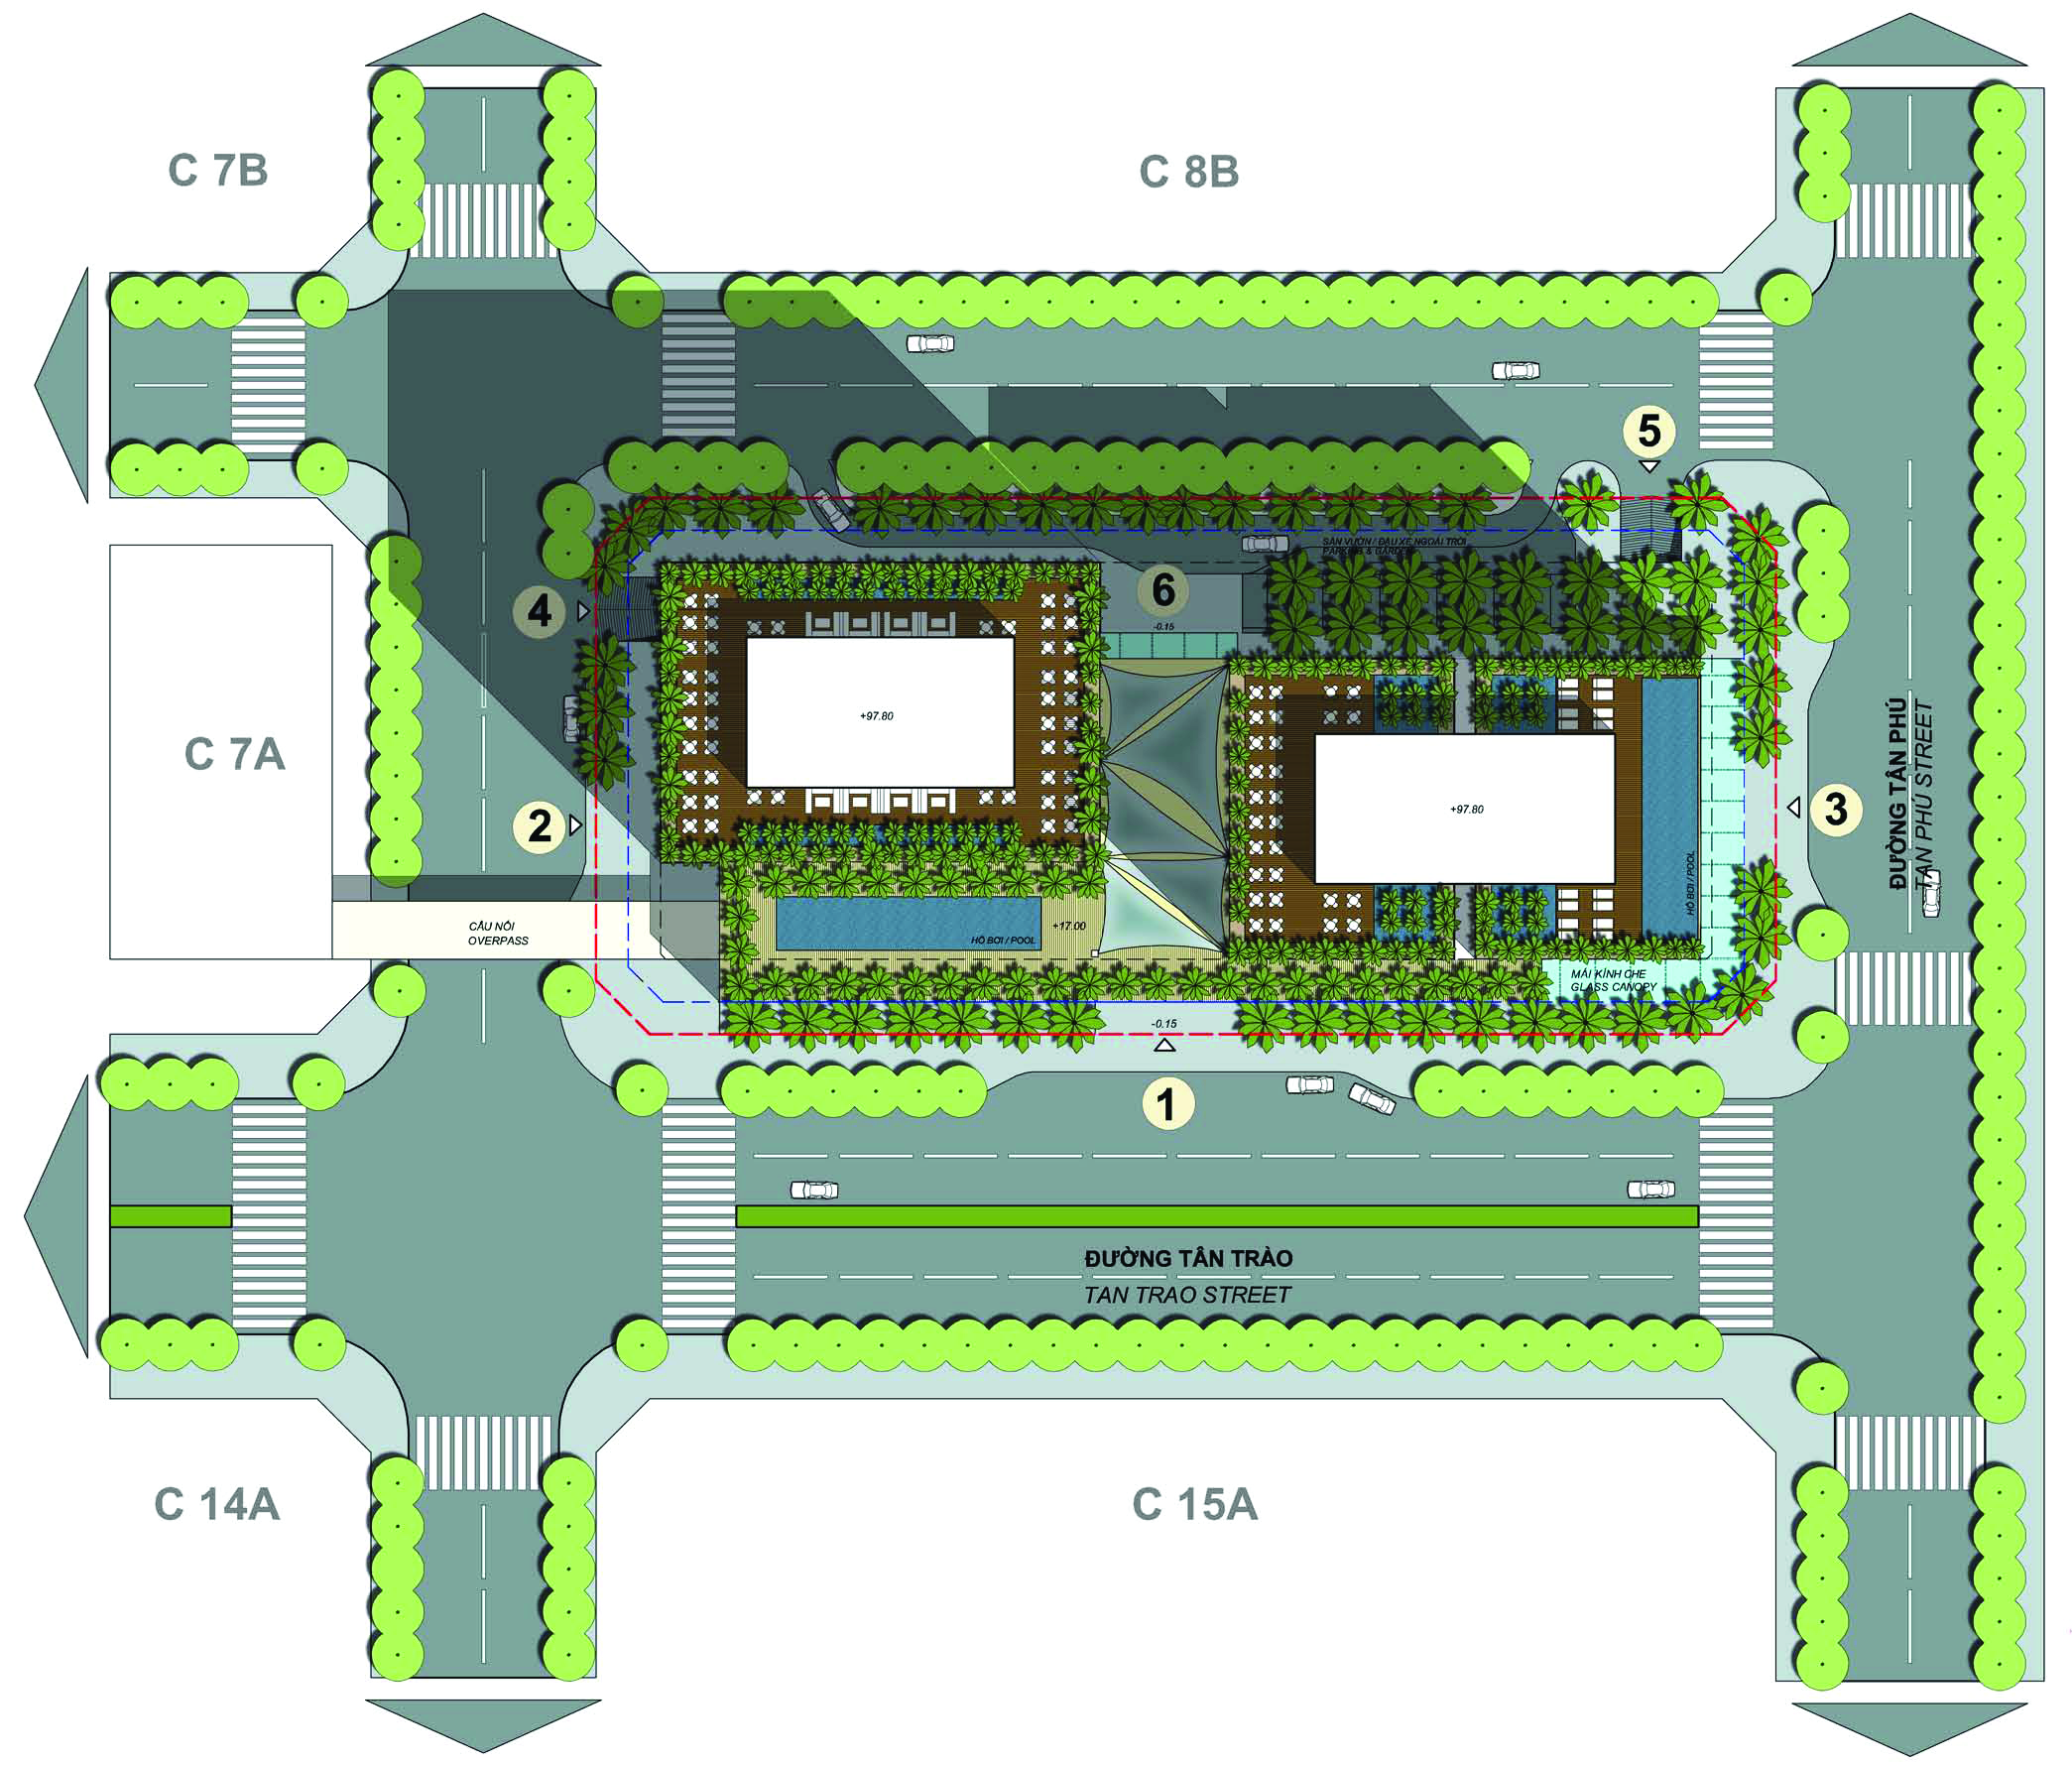 C 7B
C 8B
5
SÂN VƯỜN / ĐẬU XE NGOÀI TRỜI
PARKING & GARDEN
4
6
-0.15
+97.80
C 7A
2
+97.80
3
ĐƯỜNG TÂN PHÚ
TAN PHÚ STREET
HỒ BƠI / POOL
CẦU NỐI
OVERPASS
+17.00
HỒ BƠI / POOL
MÁI KÍNH CHE
GLASS CANOPY
-0.15
1
ĐƯỜNG TÂN TRÀO
TAN TRAO STREET
C 14A
C 15A